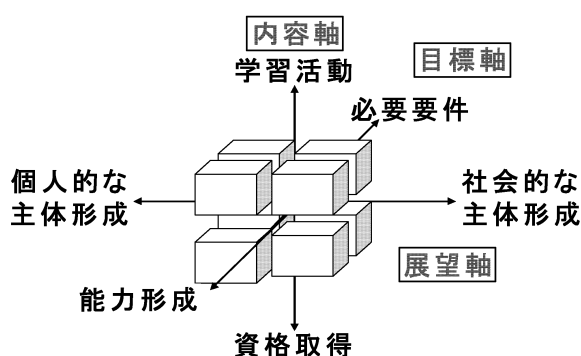 内容軸
目標軸
学習活動
必要要件
個人的な
主体形成
社会的な
主体形成
展望軸
能力形成
資格取得